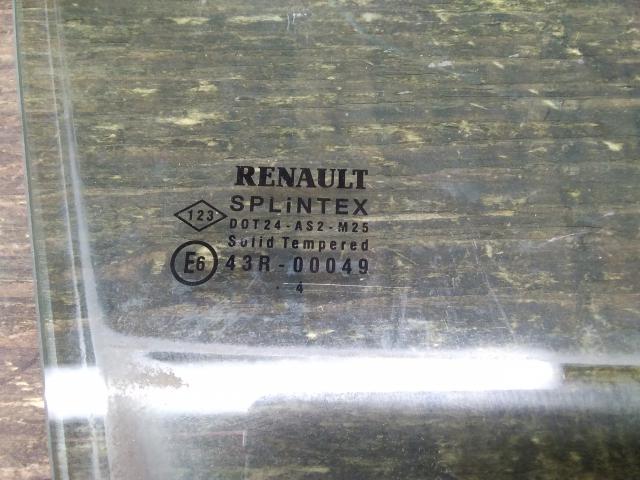 RENAULT
SPLiNTEX
123
DOT24-AS2-M25
Solid Tempered
E6 43R-00049
. 4